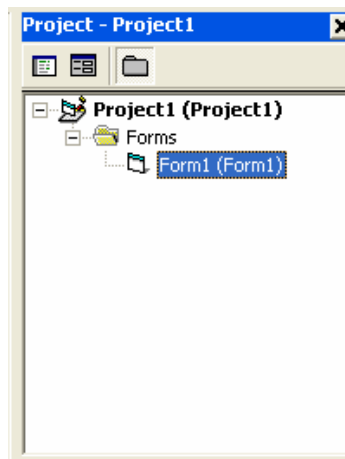 Project - Project1
Project1 (Project1)
Forms
Form1 (Form1)